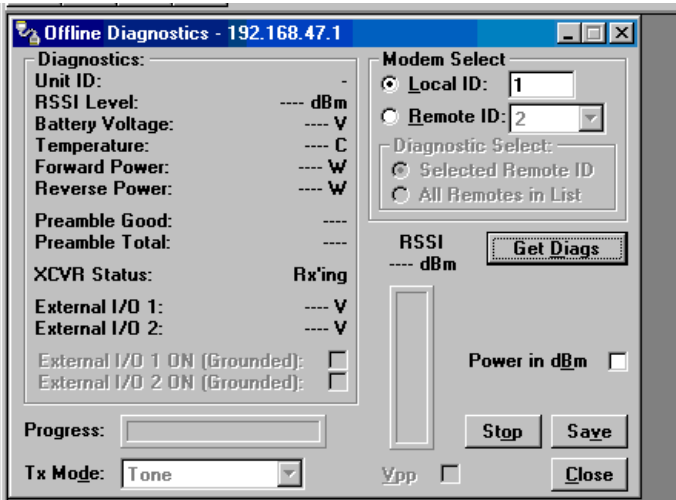 Offline Diagnostics - 192.168.47.1
Diagnostics:
Unit ID: -
RSSI Level: ---- dBm
Battery Voltage: ---- V
Temperature: ---- C
Forward Power: ---- W
Reverse Power: ---- W
Preamble Good: ----
Preamble Total: ----
XCVR Status: Rx'ing
External I/O 1: ---- V
External I/O 2: ---- V
External I/O 1 ON (Grounded):
External I/O 2 ON (Grounded):
Progress:
Tx Mode: Tone
Modem Select
Local ID: 1
Remote ID: 2
Diagnostic Select:
Selected Remote ID
All Remotes in List
RSSI
---- dBm
Get Diags
Power in dBm
Stop Save
Vpp Close